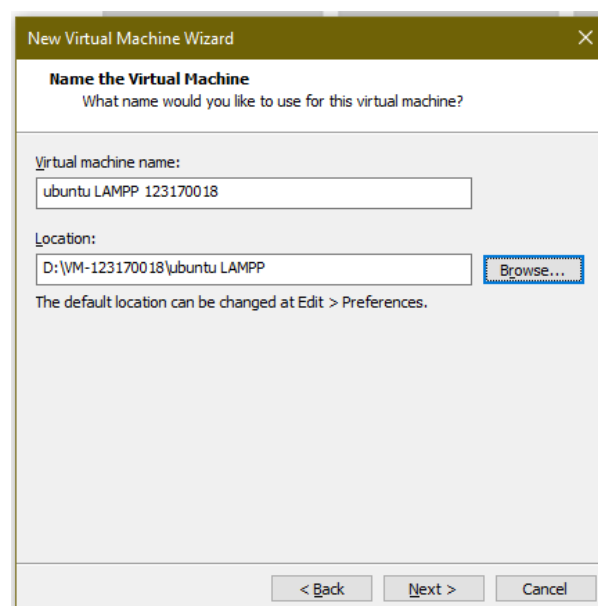 New Virtual Machine Wizard
Name the Virtual Machine
What name would you like to use for this virtual machine?
Virtual machine name:
ubuntu LAMPP 123170018
Location:
D:\VM-123170018\ubuntu LAMPP
Browse...
The default location can be changed at Edit > Preferences.
< Back
Next >
Cancel